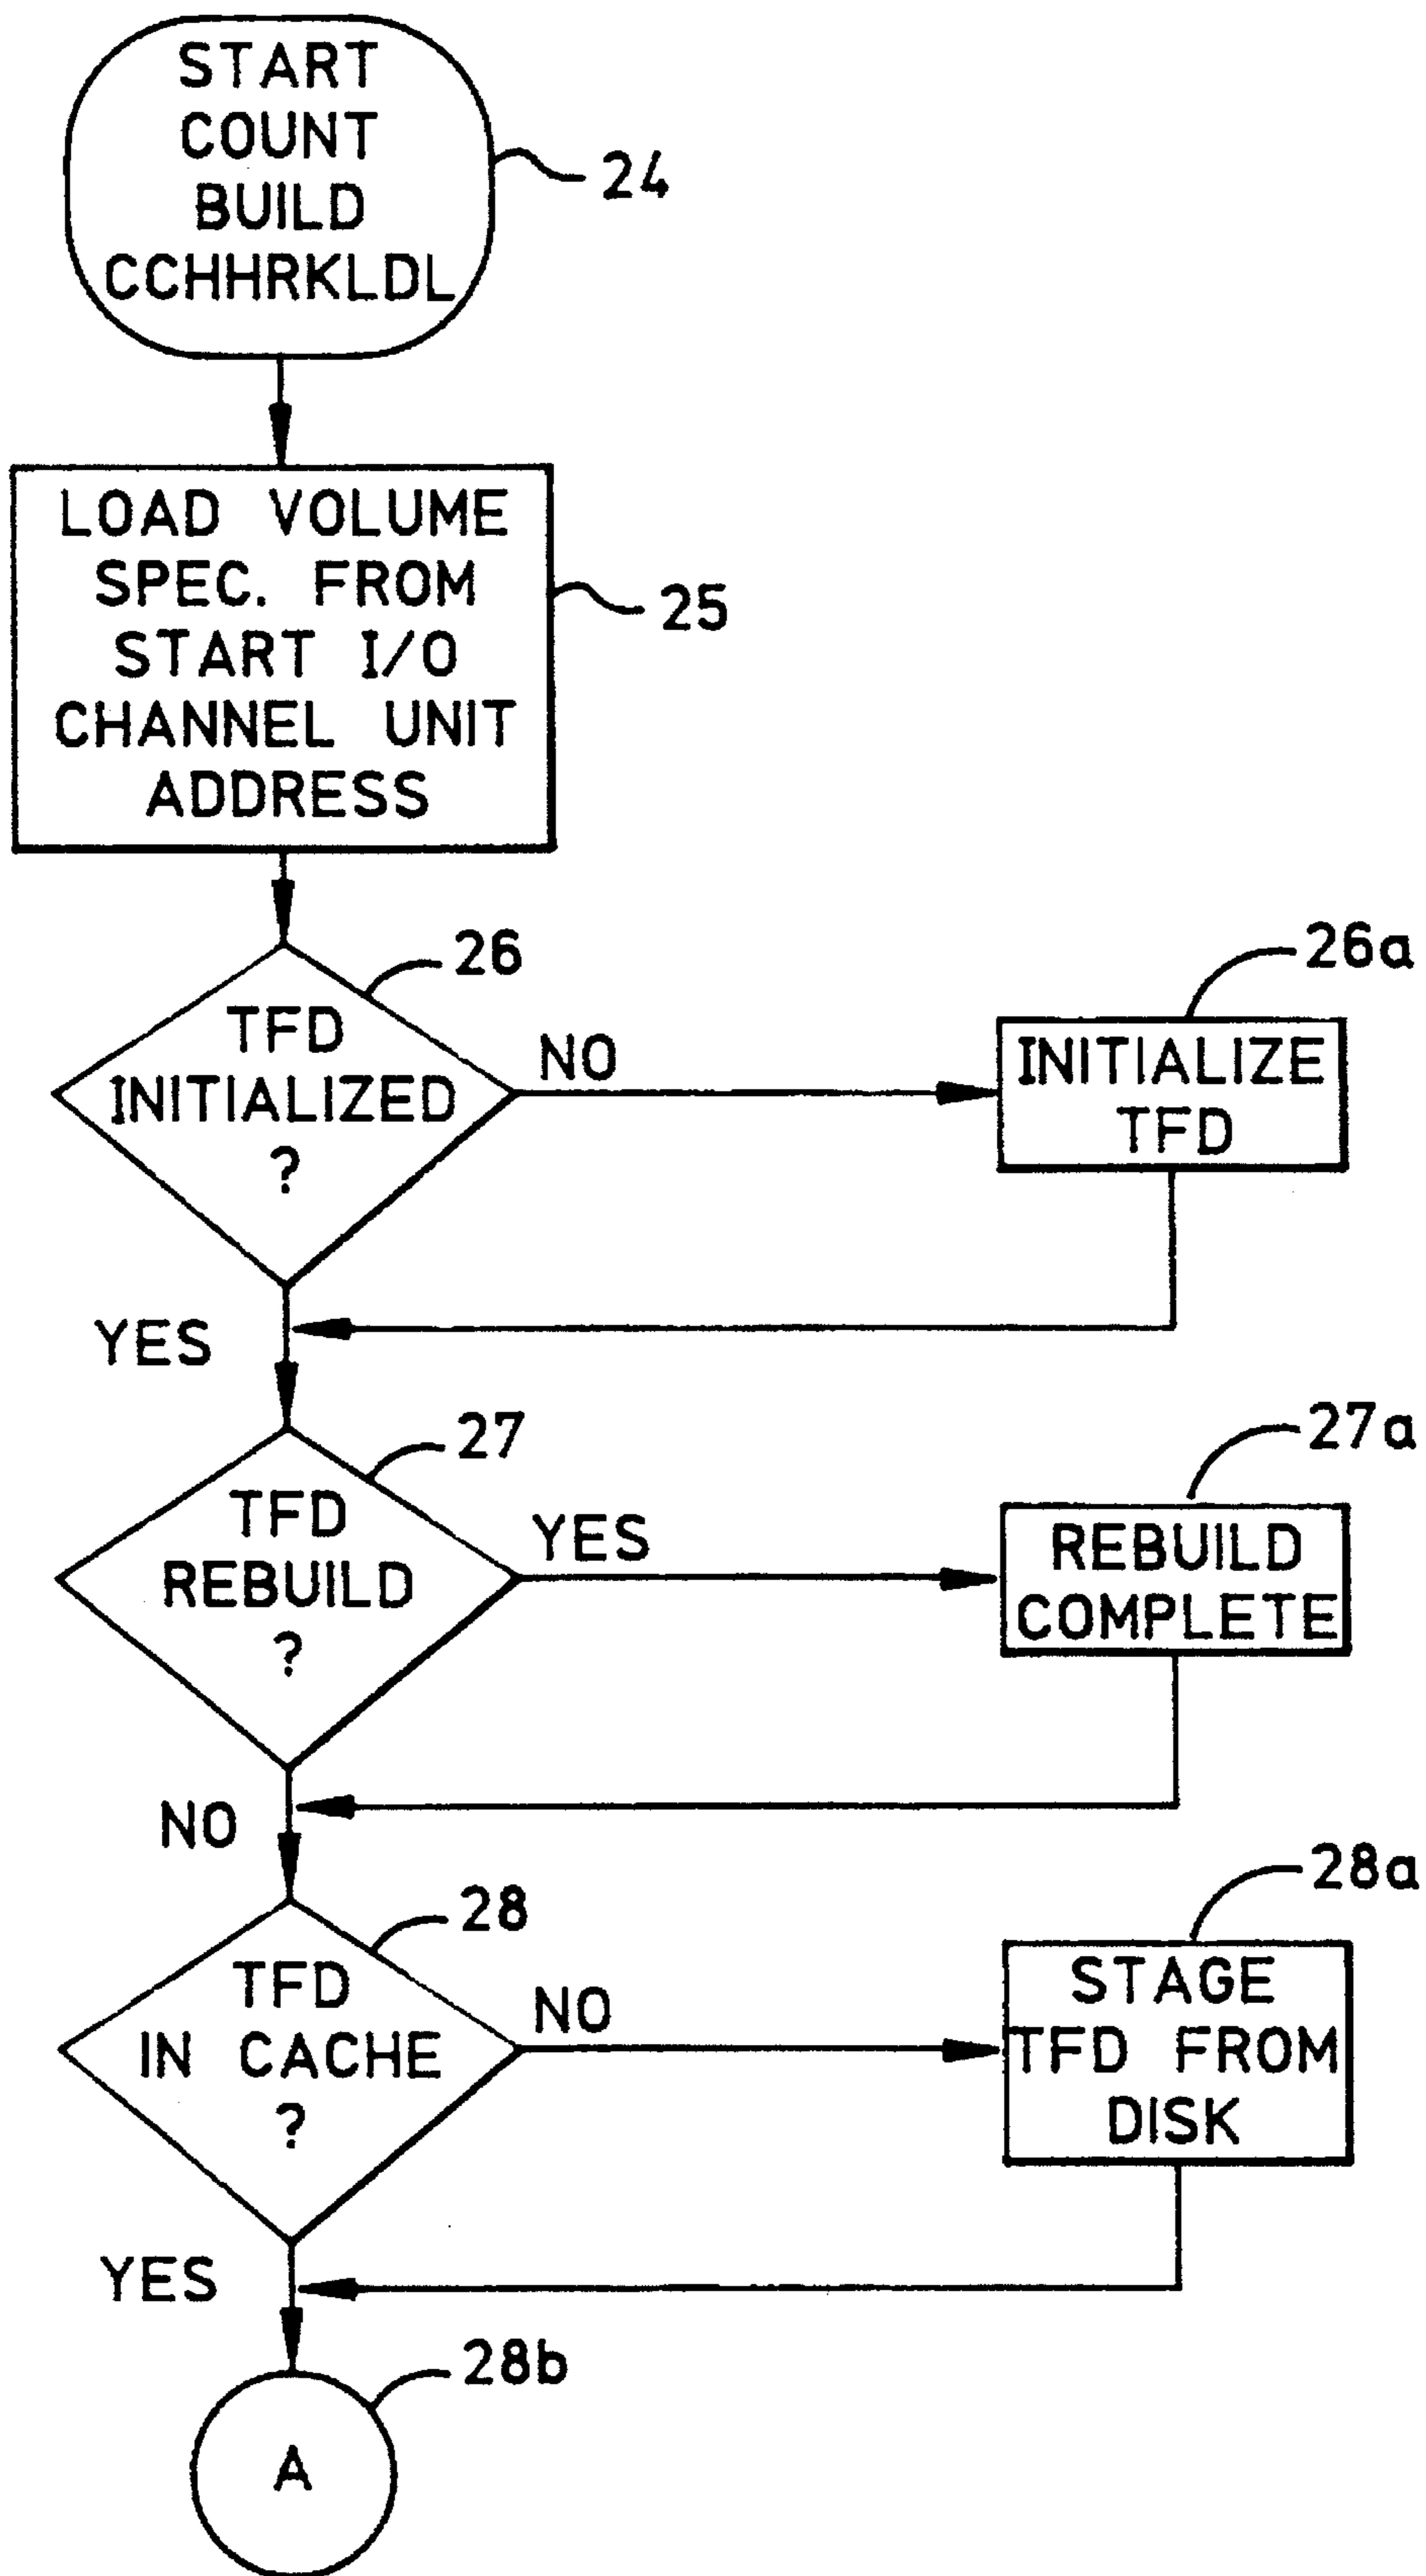 START
COUNT
BUILD
CCHHRKLDL
24
LOAD VOLUME
SPEC. FROM
START I/O
CHANNEL UNIT
ADDRESS
25
26
TFD
INITIALIZED
?
NO
26a
INITIALIZE
TFD
YES
27
TFD
REBUILD
?
YES
27a
REBUILD
COMPLETE
NO
28
TFD
IN CACHE
?
NO
28a
STAGE
TFD FROM
DISK
YES
28b
A